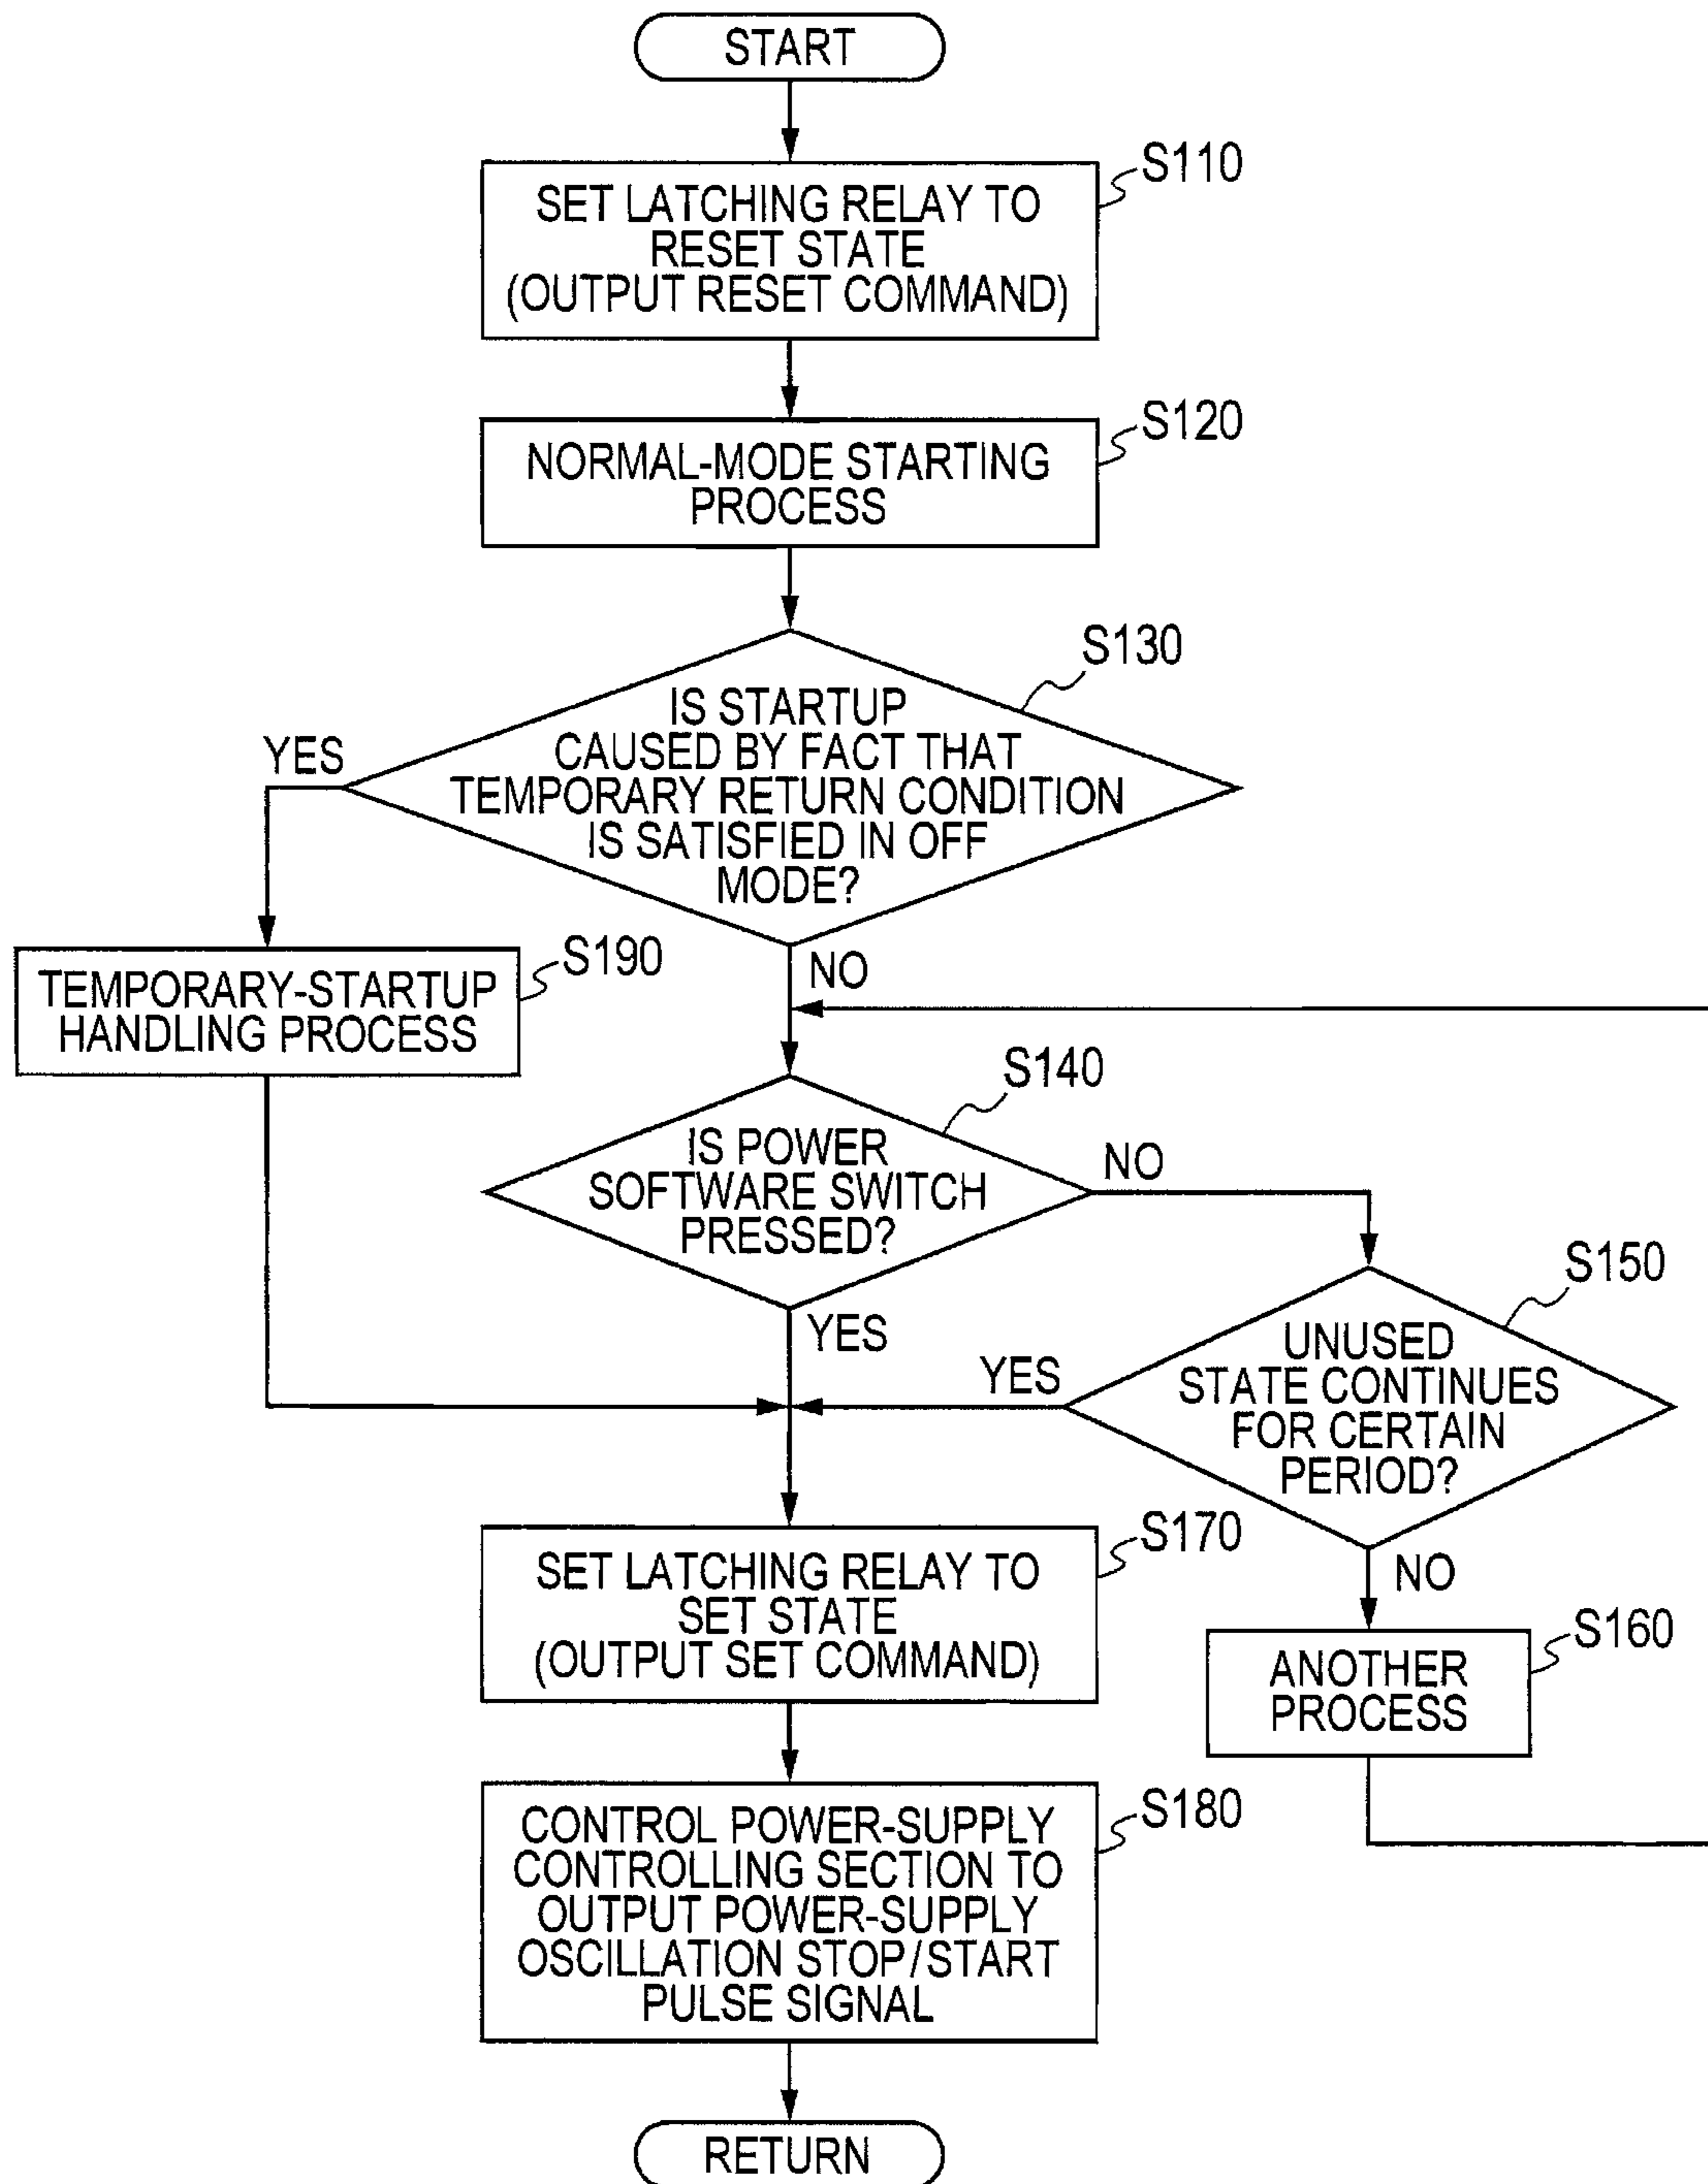 START
S110
SET LATCHING RELAY TO
RESET STATE
(OUTPUT RESET COMMAND)
S120
NORMAL-MODE STARTING
PROCESS
S130
IS STARTUP
CAUSED BY FACT THAT
TEMPORARY RETURN CONDITION
IS SATISFIED IN OFF
MODE?
YES
NO
S190
TEMPORARY-STARTUP
HANDLING PROCESS
S140
IS POWER
SOFTWARE SWITCH
PRESSED?
NO
YES
S150
UNUSED
STATE CONTINUES
FOR CERTAIN
PERIOD?
YES
NO
S160
ANOTHER
PROCESS
S170
SET LATCHING RELAY TO
SET STATE
(OUTPUT SET COMMAND)
S180
CONTROL POWER-SUPPLY
CONTROLLING SECTION TO
OUTPUT POWER-SUPPLY
OSCILLATION STOP/START
PULSE SIGNAL
RETURN